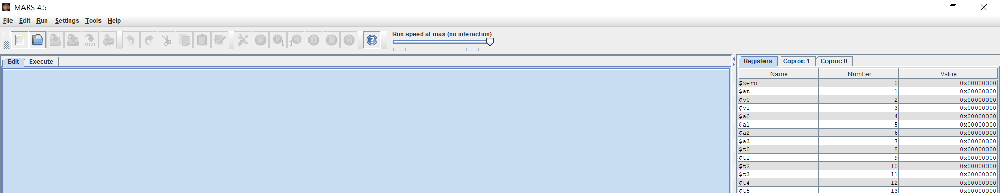 MARS 4.5
File Edit Run Settings Tools Help
Run speed at max (no interaction)
0101
1
1
?
Edit Execute
Registers Coproc 1 Coproc 0
Name Number Value
$zero 0 0x00000000
$at 1 0x00000000
$v0 2 0x00000000
$v1 3 0x00000000
$a0 4 0x00000000
$a1 5 0x00000000
$a2 6 0x00000000
$a3 7 0x00000000
$t0 8 0x00000000
$t1 9 0x00000000
$t2 10 0x00000000
$t3 11 0x00000000
$t4 12 0x00000000
$t5 13 0x00000000